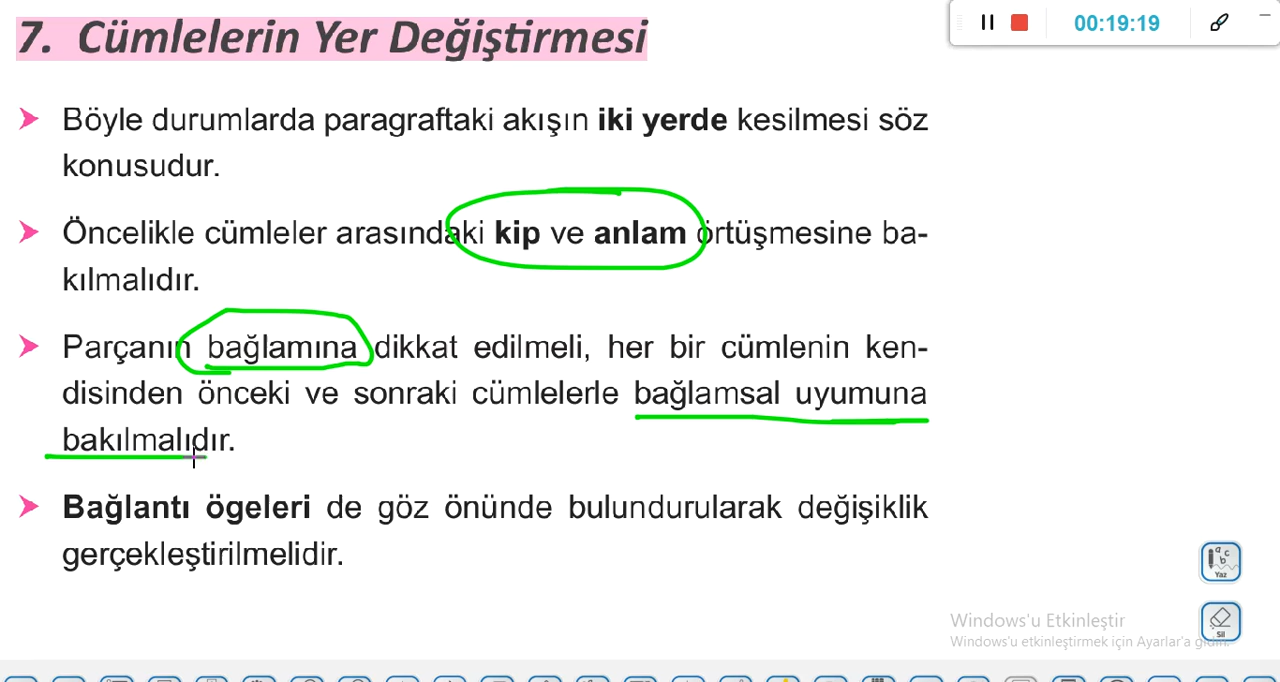 7. Cümlelerin Yer Değiştirmesi
00:19:19
Böyle durumlarda paragraftaki akışın iki yerde kesilmesi söz
konusudur.
Öncelikle cümleler arasındaki kip ve anlam örtüşmesine ba-
kılmalıdır.
Parçanın bağlamına dikkat edilmeli, her bir cümlenin ken-
disinden önceki ve sonraki cümlelerle bağlamsal uyumuna
bakılmalıdır.
Bağlantı ögeleri de göz önünde bulundurularak değişiklik
gerçekleştirilmelidir.
a c
b
Yaz
Windows'u Etkinleştir
Windows'u etkinleştirmek için Ayarlar'a gidin.
Sil